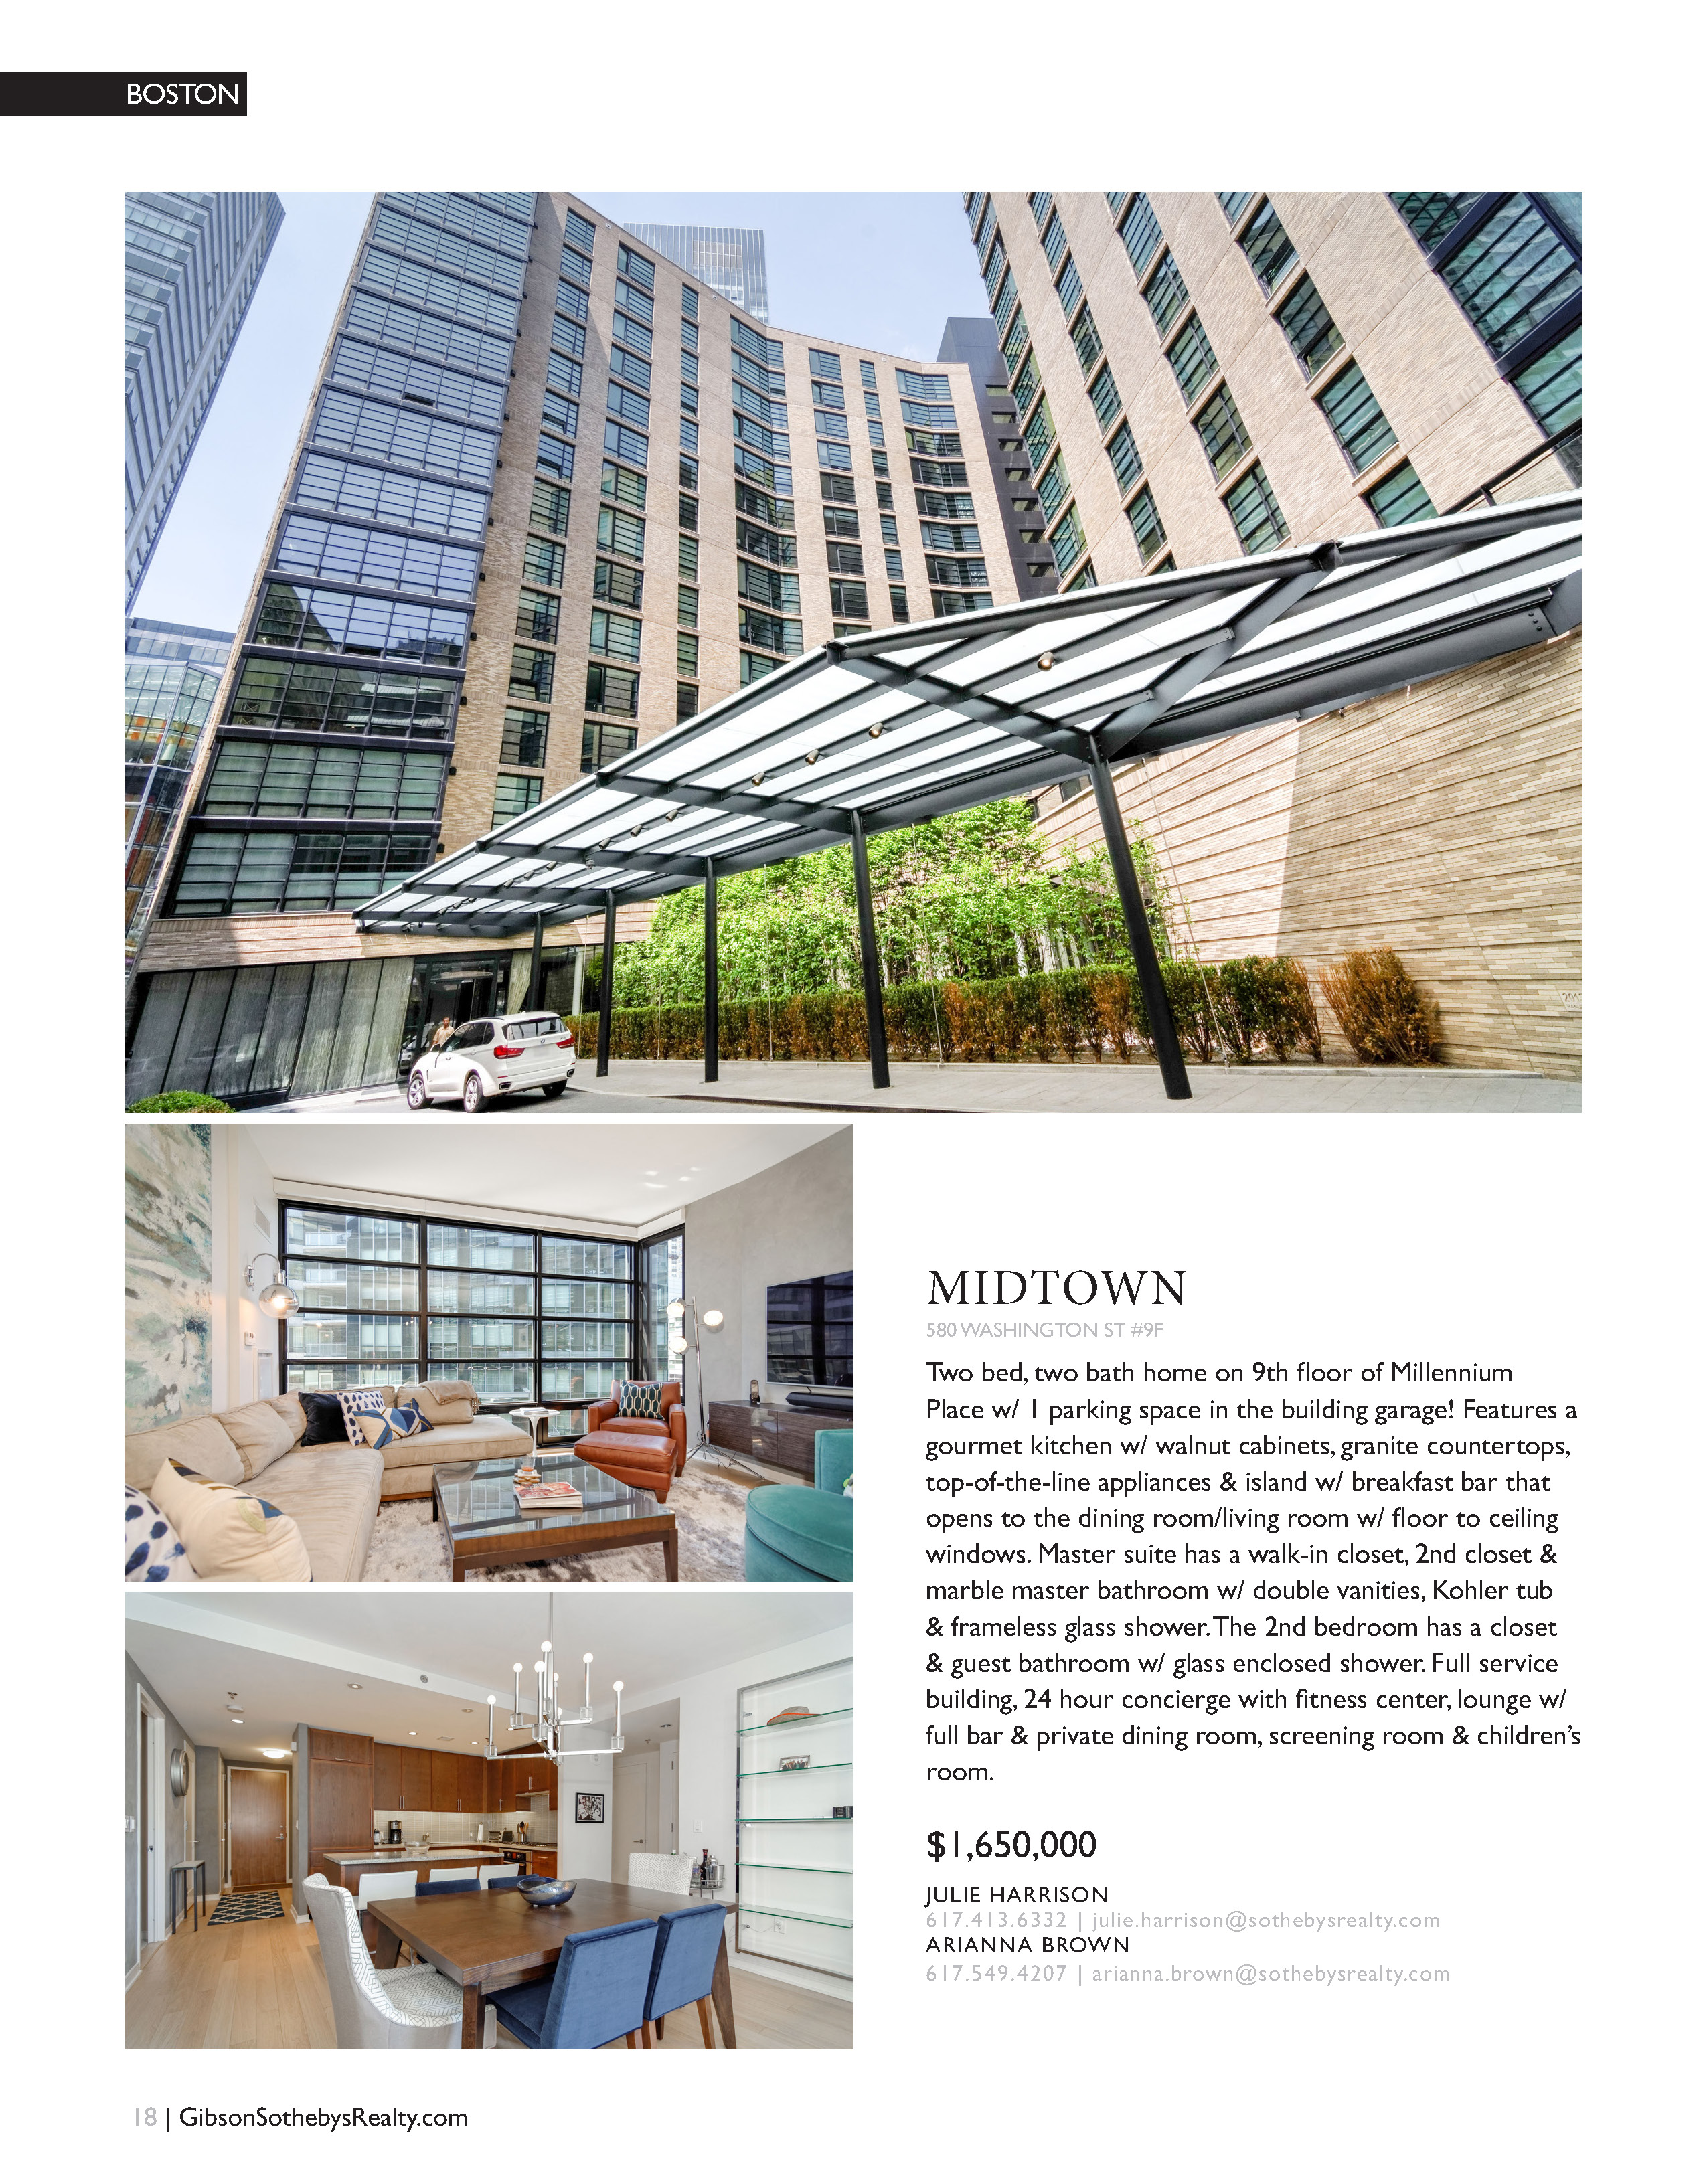 BOSTON
MIDTOWN
580 WASHINGTON ST #9F
Two bed, two bath home on 9th floor of Millennium
Place w/ 1 parking space in the building garage! Features a
gourmet kitchen w/ walnut cabinets, granite countertops,
top-of-the-line appliances & island w/ breakfast bar that
opens to the dining room/living room w/ floor to ceiling
windows. Master suite has a walk-in closet, 2nd closet &
marble master bathroom w/ double vanities, Kohler tub
& frameless glass shower. The 2nd bedroom has a closet
& guest bathroom w/ glass enclosed shower. Full service
building, 24 hour concierge with fitness center, lounge w/
full bar & private dining room, screening room & children’s
room.
$1,650,000
JULIE HARRISON
617.413.6332 | julie.harrison@sothebysrealty.com
ARIANNA BROWN
617.549.4207 | arianna.brown@sothebysrealty.com
18 | GibsonSothebysRealty.com